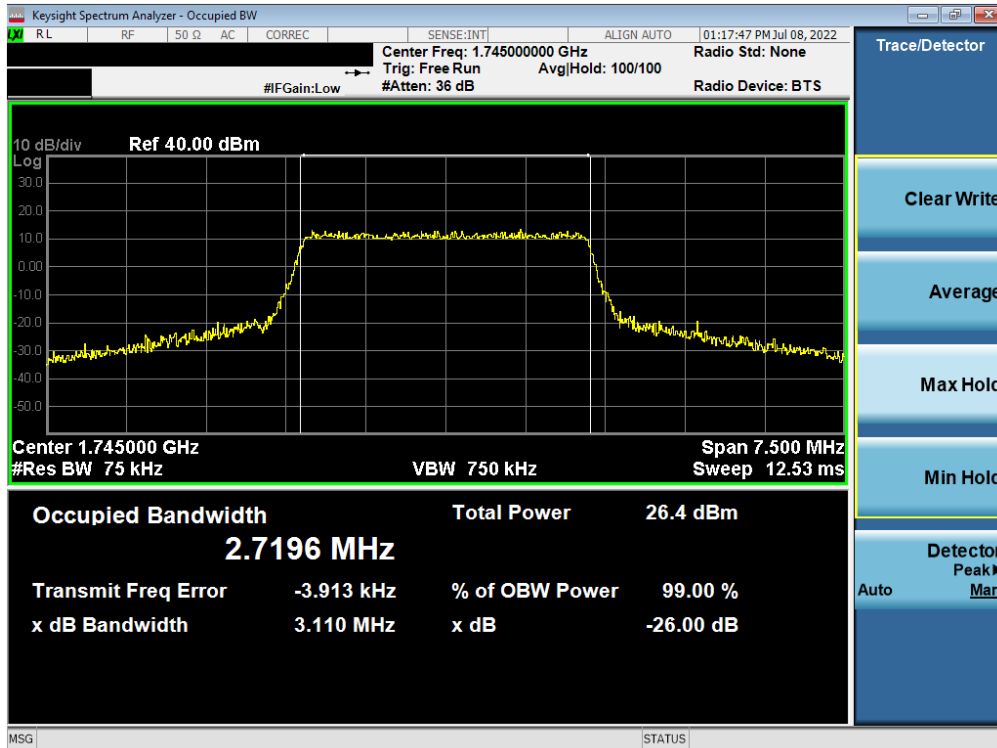 Keysight Spectrum Analyzer - Occupied BW
LXI RL RF 50 Ω AC CORREC SENSE:INT ALIGN AUTO 01:17:47 PM Jul 08, 2022
Center Freq: 1.745000000 GHz Radio Std: None
Trig: Free Run Avg|Hold: 100/100
#IFGain:Low #Atten: 36 dB Radio Device: BTS
10 dB/div Ref 40.00 dBm
Log
30.0
20.0
10.0
0.00
-10.0
-20.0
-30.0
-40.0
-50.0
Center 1.745000 GHz Span 7.500 MHz
#Res BW 75 kHz VBW 750 kHz Sweep 12.53 ms
Occupied Bandwidth Total Power 26.4 dBm
2.7196 MHz
Transmit Freq Error -3.913 kHz % of OBW Power 99.00 %
x dB Bandwidth 3.110 MHz x dB -26.00 dB
MSG STATUS
Trace/Detector
Clear Write
Average
Max Hold
Min Hold
Detector
Peak
Auto Man